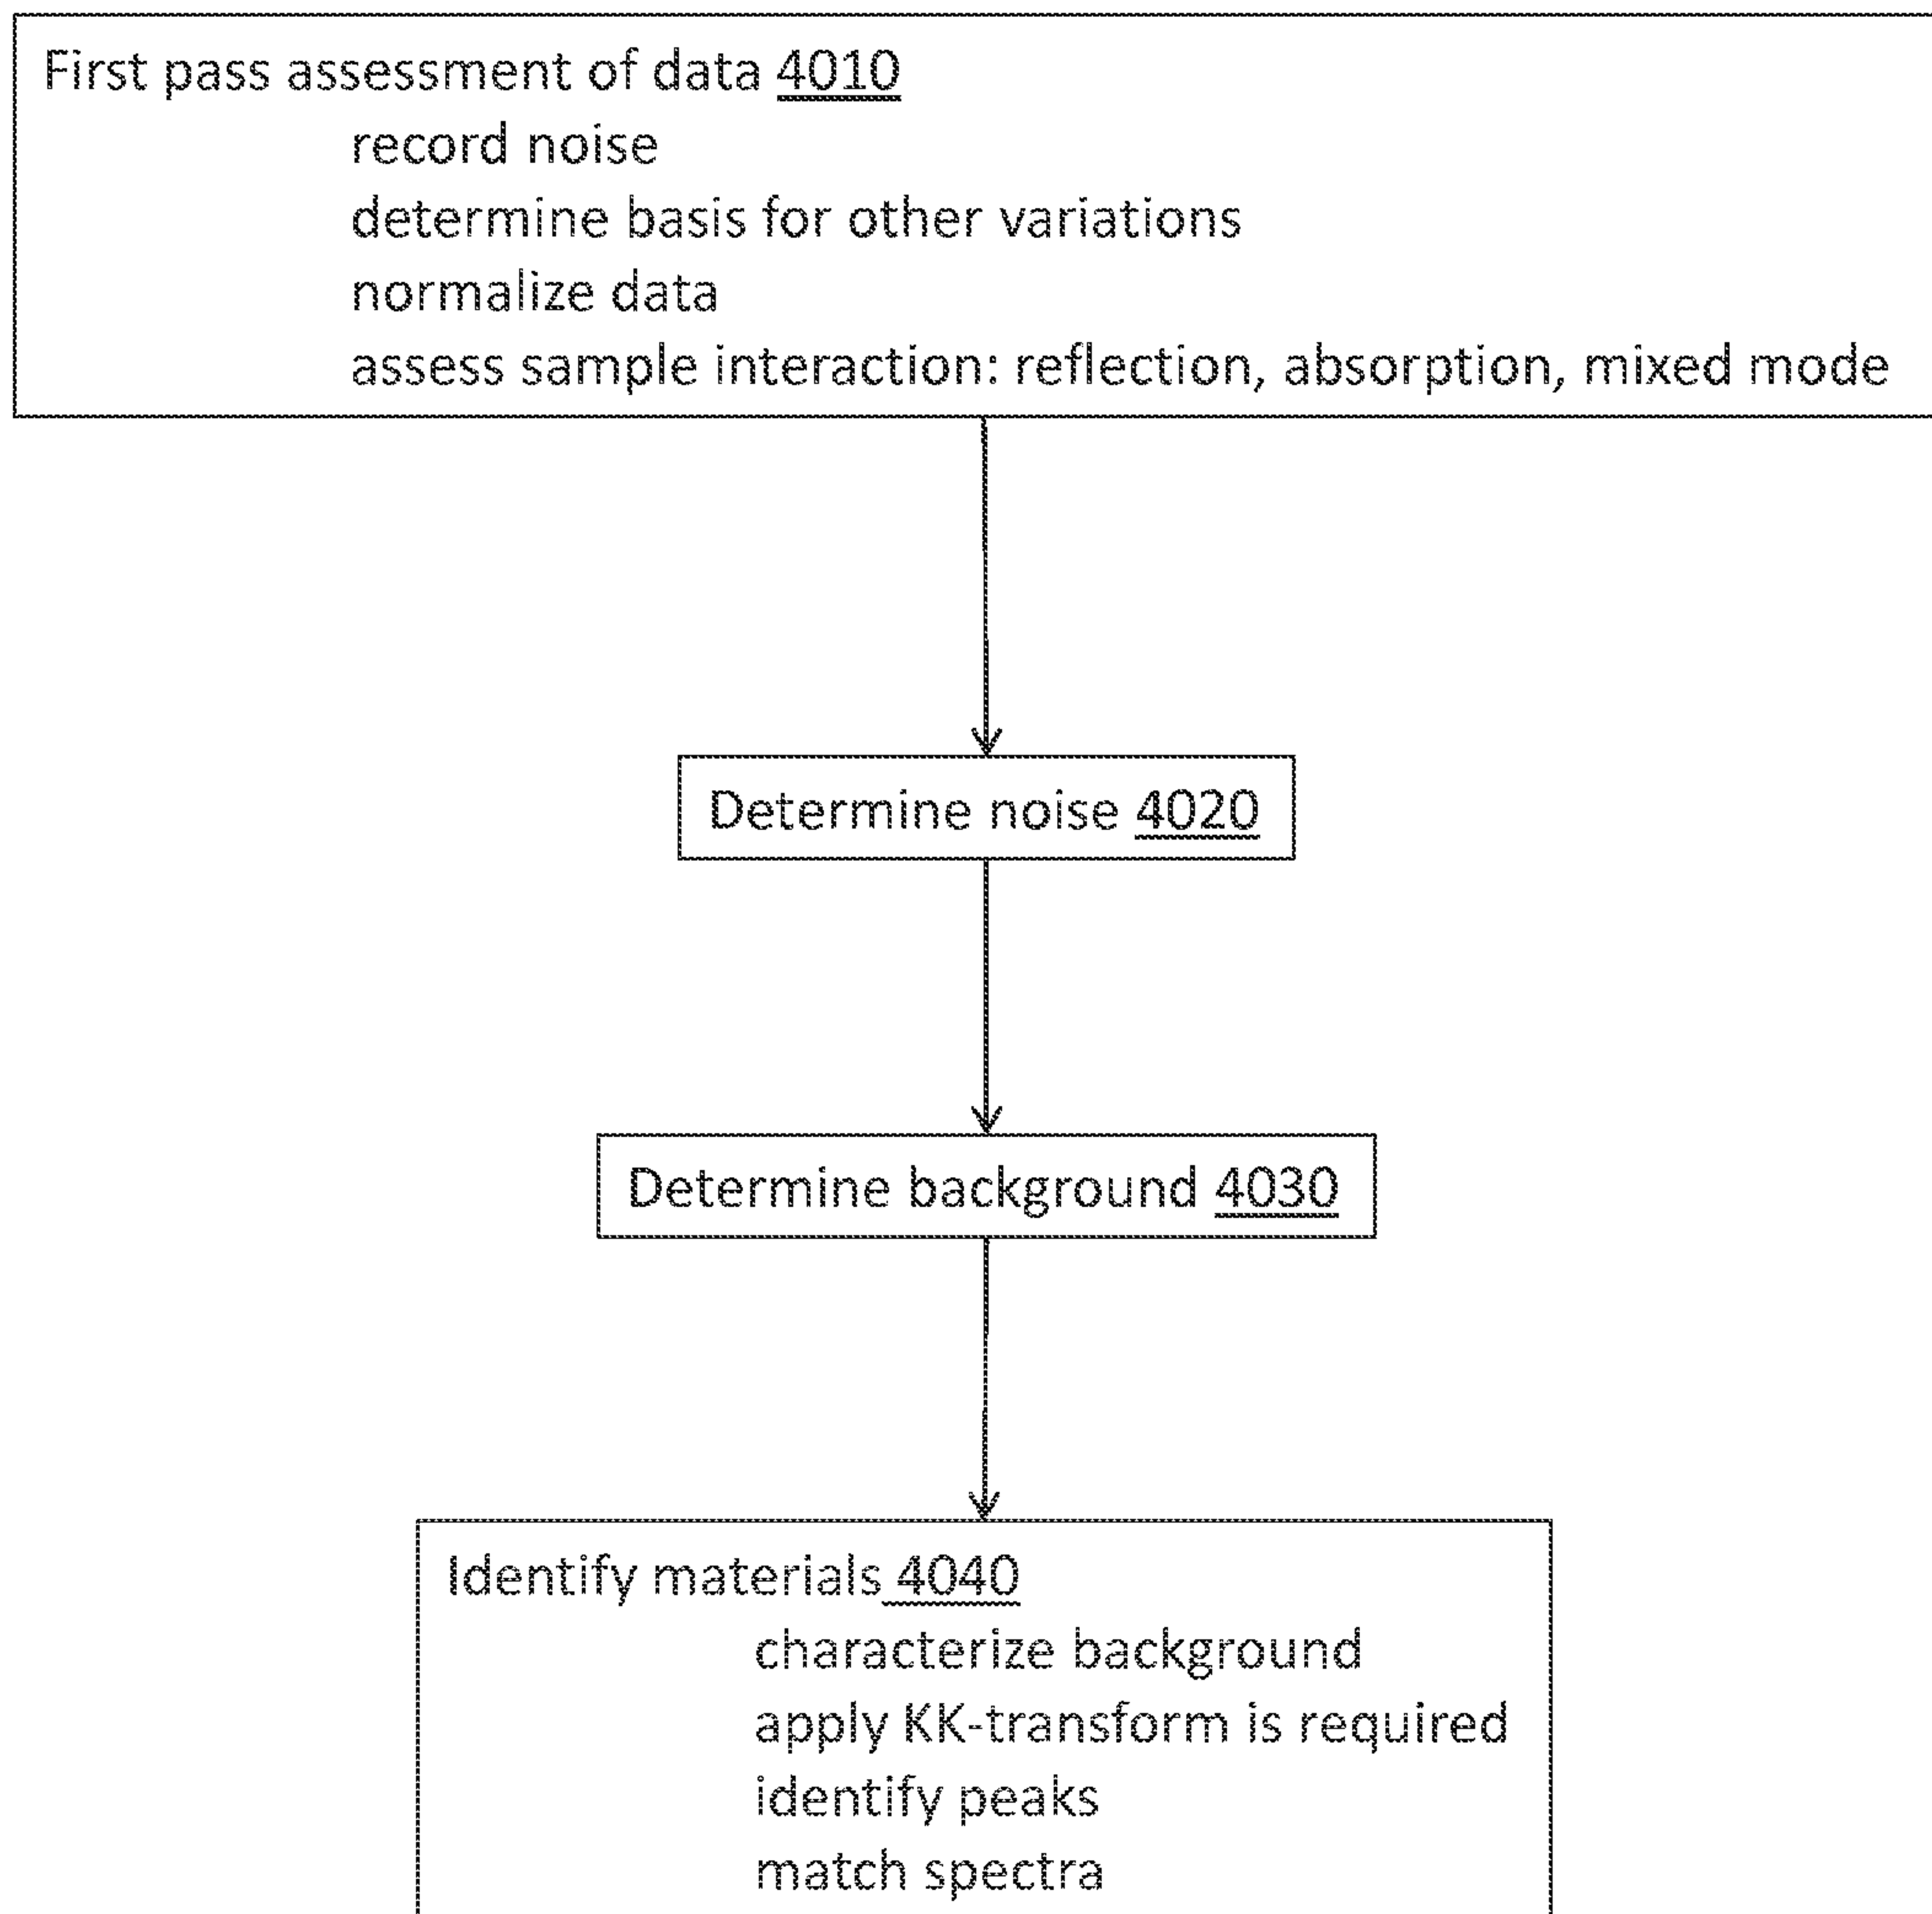 First pass assessment of data 4010
record noise
determine basis for other variations
normalize data
assess sample interaction: reflection, absorption, mixed mode
Determine noise 4020
Determine background 4030
Identify materials 4040
characterize background
apply KK-transform is required
identify peaks
match spectra